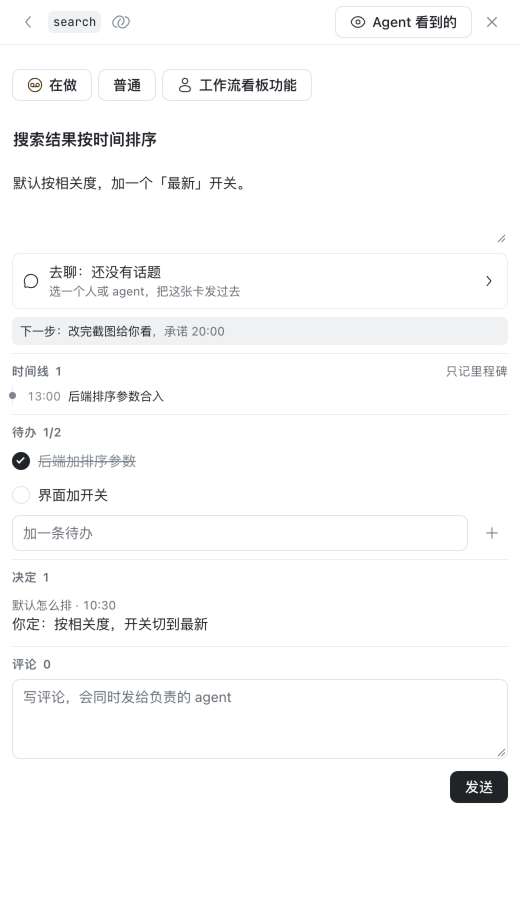 search
Agent 看到的
在做
普通
工作流看板功能
搜索结果按时间排序
默认按相关度，加一个「最新」开关。
去聊：还没有话题
选一个人或 agent，把这张卡发过去
下一步：改完截图给你看，承诺 20:00
时间线 1
只记里程碑
13:00 后端排序参数合入
待办 1/2
后端加排序参数
界面加开关
加一条待办
决定 1
默认怎么排 · 10:30
你定：按相关度，开关切到最新
评论 0
写评论，会同时发给负责的 agent
发送